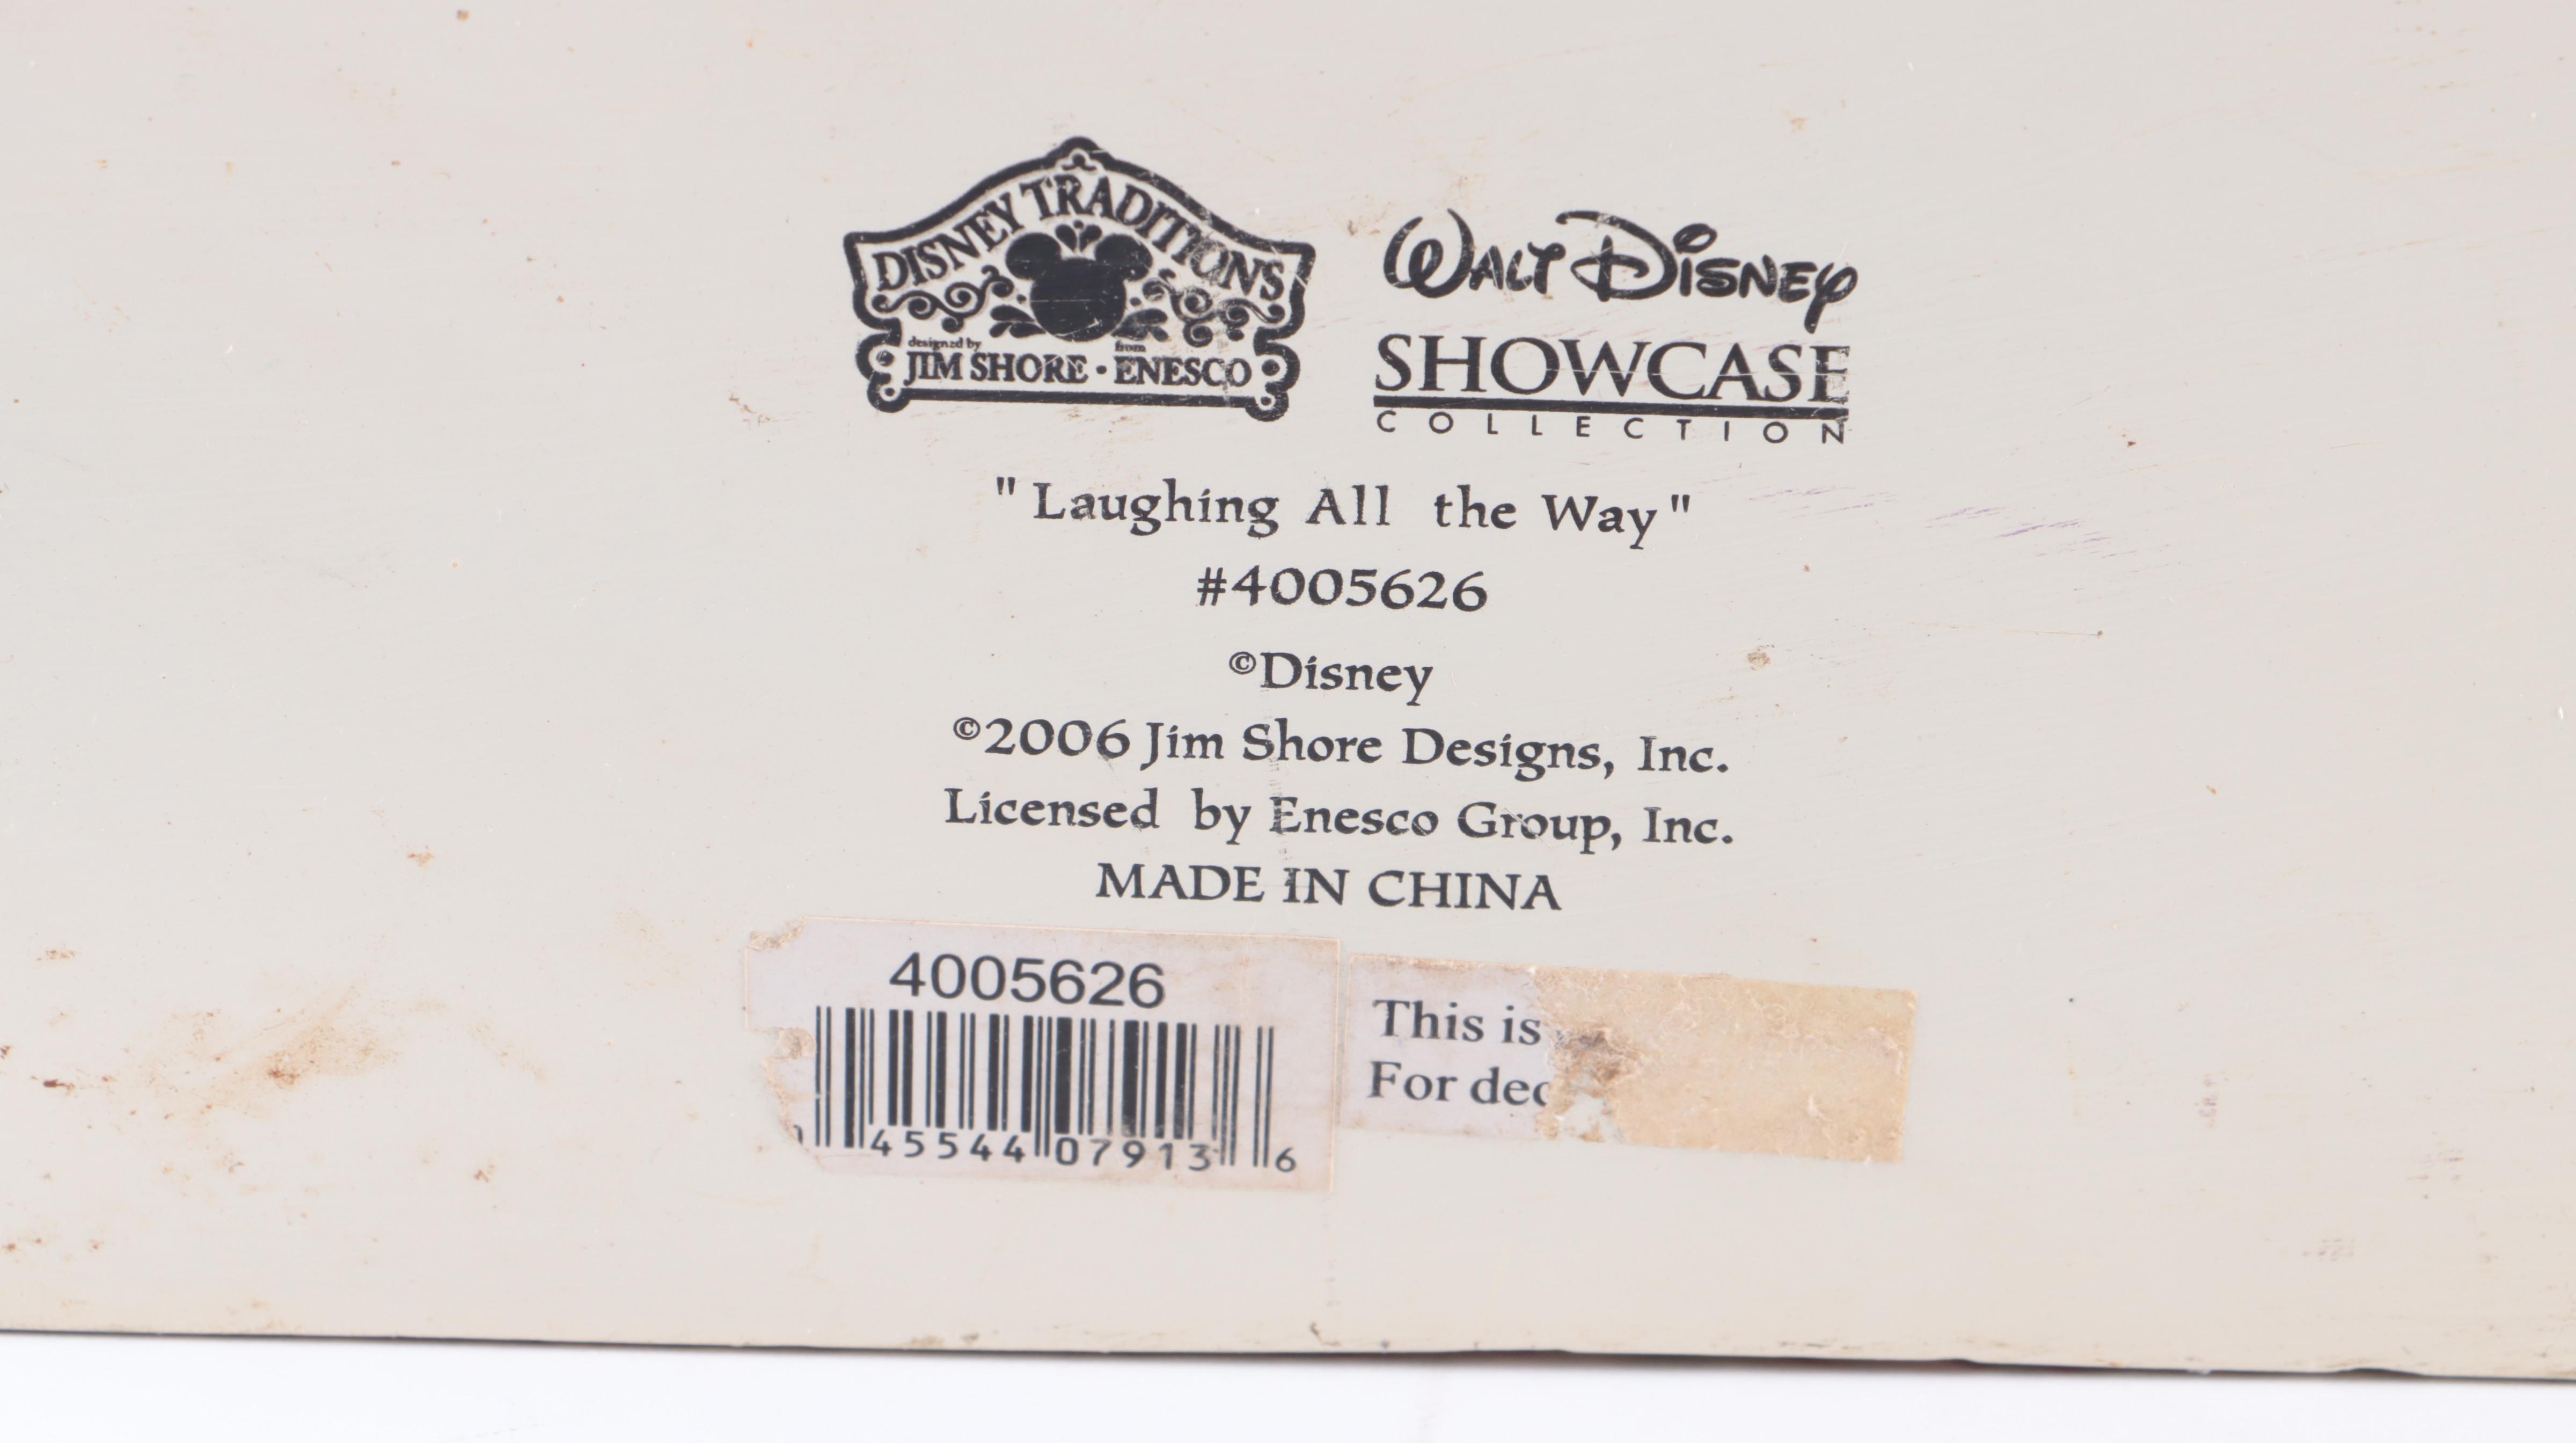 DISNEY TRADITIONS
designed by JIM SHORE • from ENESCO
WALT DISNEY
SHOWCASE
COLLECTION
"Laughing All the Way"
#4005626
©Disney
©2006 Jim Shore Designs, Inc.
Licensed by Enesco Group, Inc.
MADE IN CHINA
4005626
45544 07913 6
This is
For dec